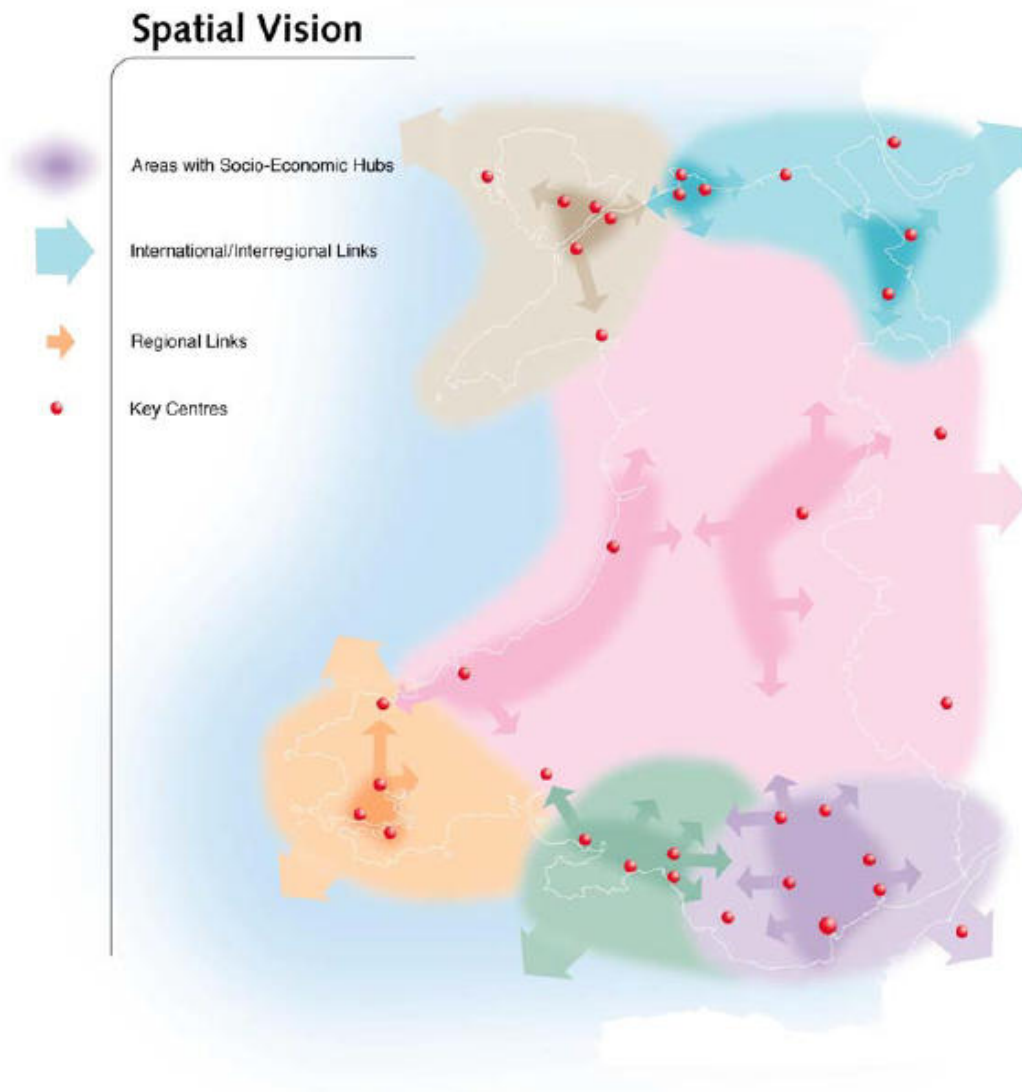 Spatial Vision
Areas with Socio-Economic Hubs
International/Interregional Links
Regional Links
Key Centres